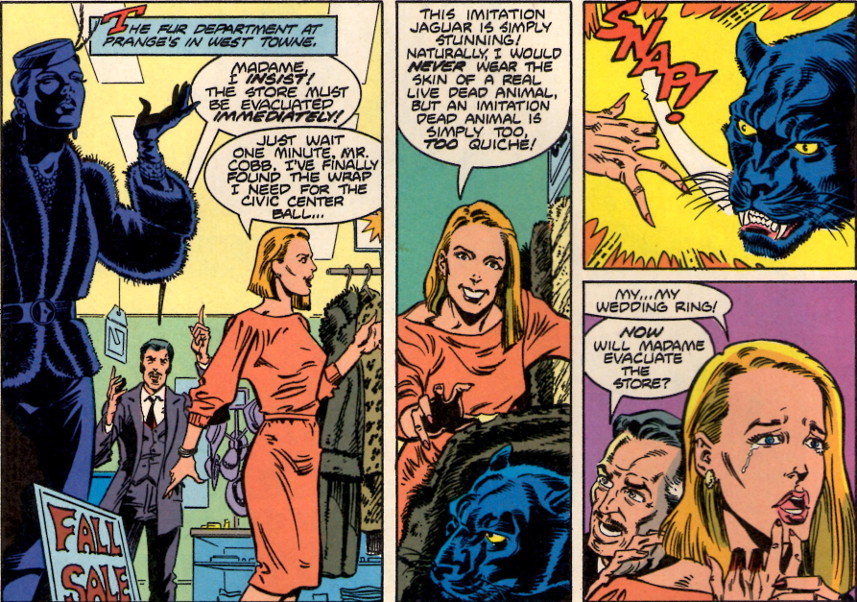 THE FUR DEPARTMENT AT
PRANGE'S IN WEST TOWNE.
MADAME,
I INSIST!
THE STORE MUST
BE EVACUATED
IMMEDIATELY!
JUST WAIT
ONE MINUTE, MR.
COBB. I'VE FINALLY
FOUND THE WRAP
I NEED FOR THE
CIVIC CENTER
BALL...
FALL
SALE
THIS IMITATION
JAGUAR IS SIMPLY
STUNNING!
NATURALLY, I WOULD
NEVER WEAR THE
SKIN OF A REAL
LIVE DEAD ANIMAL,
BUT AN IMITATION
DEAD ANIMAL IS
SIMPLY TOO,
TOO QUICHE!
SNAP!
MY...MY
WEDDING RING!
NOW
WILL MADAME
EVACUATE
THE
STORE?